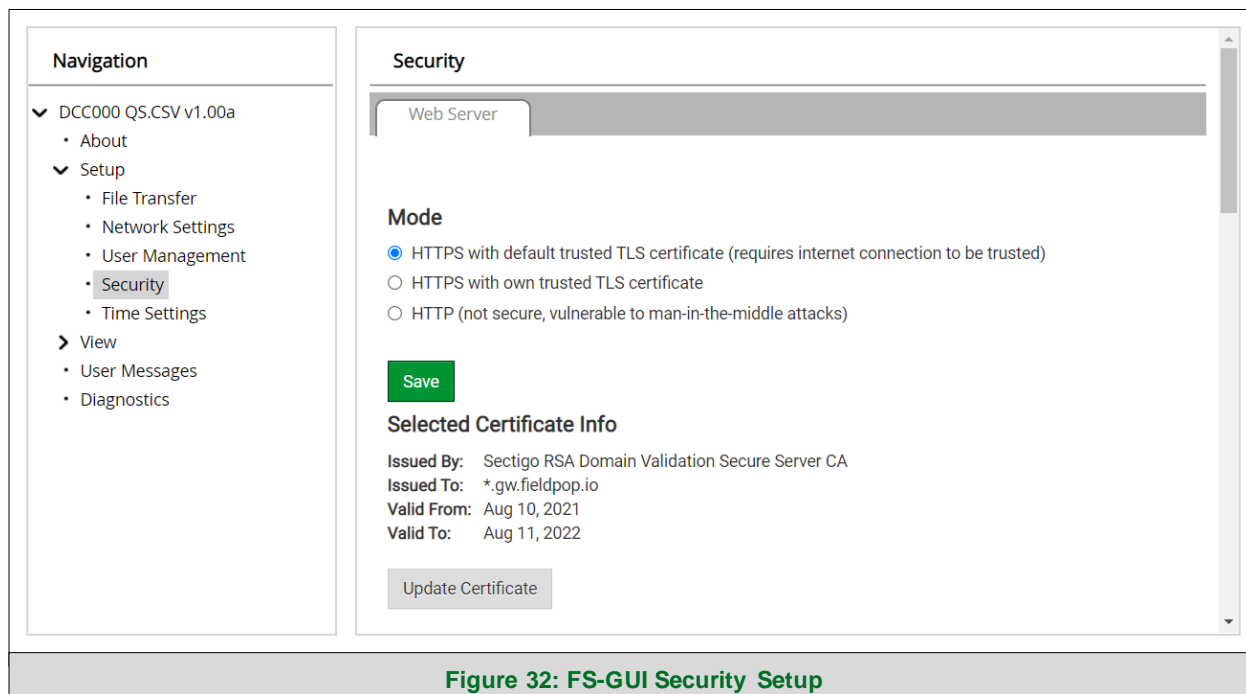 Navigation
DCC000 QS.CSV v1.00a
About
Setup
File Transfer
Network Settings
User Management
Security
Time Settings
View
User Messages
Diagnostics
Security
Web Server
Mode
HTTPS with default trusted TLS certificate (requires internet connection to be trusted)
HTTPS with own trusted TLS certificate
HTTP (not secure, vulnerable to man-in-the-middle attacks)
Save
Selected Certificate Info
Issued By: Sectigo RSA Domain Validation Secure Server CA
Issued To: *.gw.fieldpop.io
Valid From: Aug 10, 2021
Valid To: Aug 11, 2022
Update Certificate
Figure 32: FS-GUI Security Setup